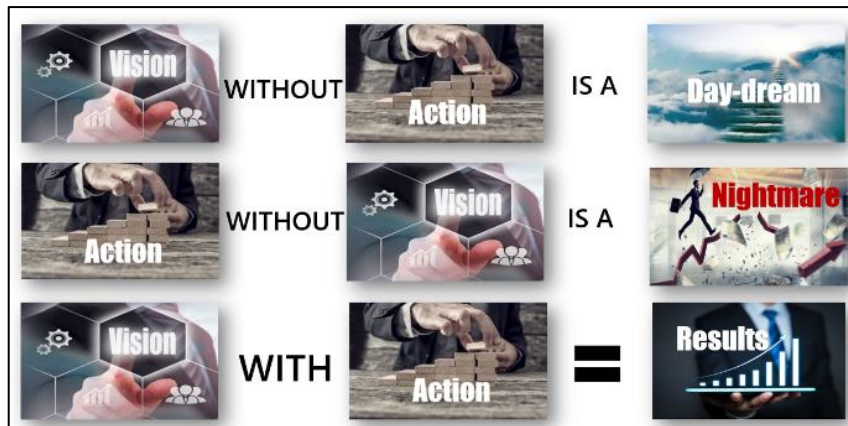 Vision WITHOUT Action IS A Day-dream
Action WITHOUT Vision IS A Nightmare
Vision WITH Action = Results